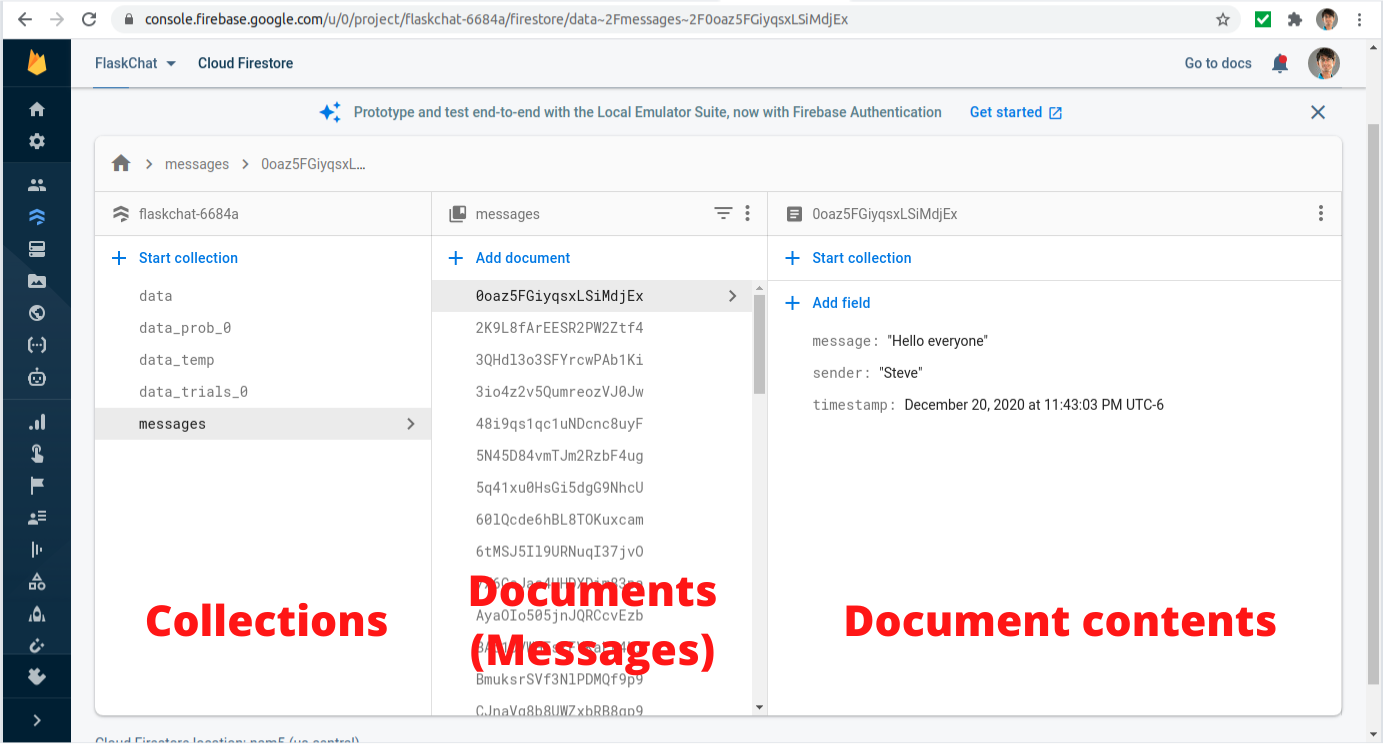 console.firebase.google.com/u/0/project/flaskchat-6684a/firestore/data~2Fmessages~2F0oaz5FGiyqsxLSiMdjEx
FlaskChat Cloud Firestore Go to docs
Prototype and test end-to-end with the Local Emulator Suite, now with Firebase Authentication Get started
messages 0oaz5FGiyqsxL...
flaskchat-6684a
Start collection
data
data_prob_0
data_temp
data_trials_0
messages
Collections
messages
Add document
0oaz5FGiyqsxLSiMdjEx
2K9L8fArEESR2PW2Ztf4
3QHdl3o3SFYrcwPAb1Ki
3io4z2v5QumreozVJ0Jw
48i9qs1qc1uNDcnc8uyF
5N45D84vmTJm2RzbF4ug
5q41xu0HsGi5dgG9NhcU
60lQcde6hBL8TOKuxcam
6tMSJ5Il9URNuqI37jvO
Documents
AyaOIo505jnJQRCcvEzb
(Messages)
BmuksrSVf3NlPDMQf9p9
CJnaVg8b8UWZxbRB8gp9
0oaz5FGiyqsxLSiMdjEx
Start collection
Add field
message: "Hello everyone"
sender: "Steve"
timestamp: December 20, 2020 at 11:43:03 PM UTC-6
Document contents
Cloud Firestore location: nam5 (us-central)